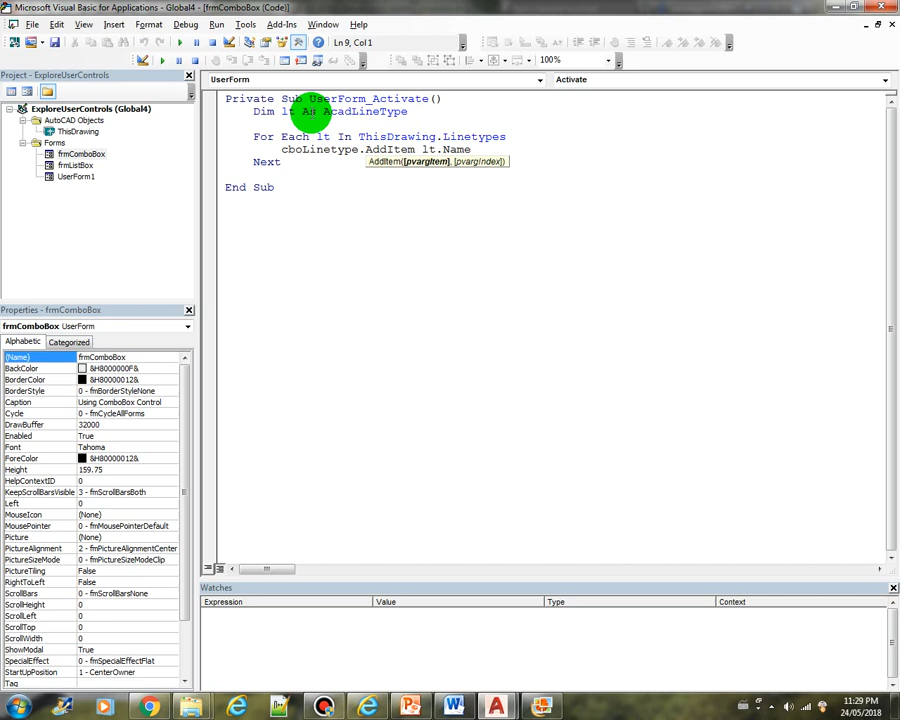 Microsoft Visual Basic for Applications - Global4 - [frmComboBox (Code)]
File Edit View Insert Format Debug Run Tools Add-Ins Window Help
Ln 9, Col 1
100%
Project - ExploreUserControls
UserForm
Activate
ExploreUserControls (Global4)
AutoCAD Objects
ThisDrawing
Forms
frmComboBox
frmListBox
UserForm1
Private Sub UserForm_Activate()
Dim lt As AcadLineType
For Each lt In ThisDrawing.Linetypes
cboLinetype.AddItem lt.Name
AddItem([pvargItem], [pvargIndex])
Next
End Sub
Properties - frmComboBox
frmComboBox UserForm
Alphabetic Categorized
(Name) frmComboBox
BackColor &H8000000F&
BorderColor &H80000012&
BorderStyle 0 - fmBorderStyleNone
Caption Using ComboBox Control
Cycle 0 - fmCycleAllForms
DrawBuffer 32000
Enabled True
Font Tahoma
ForeColor &H80000012&
Height 159.75
HelpContextID 0
KeepScrollBarsVisible 3 - fmScrollBarsBoth
Left 0
MouseIcon (None)
MousePointer 0 - fmMousePointerDefault
Picture (None)
PictureAlignment 2 - fmPictureAlignmentCenter
PictureSizeMode 0 - fmPictureSizeModeClip
PictureTiling False
RightToLeft False
ScrollBars 0 - fmScrollBarsNone
ScrollHeight 0
ScrollLeft 0
ScrollTop 0
ScrollWidth 0
ShowModal True
SpecialEffect 0 - fmSpecialEffectFlat
StartUpPosition 1 - CenterOwner
Tag
Watches
Expression Value Type Context
11:29 PM
24/05/2018